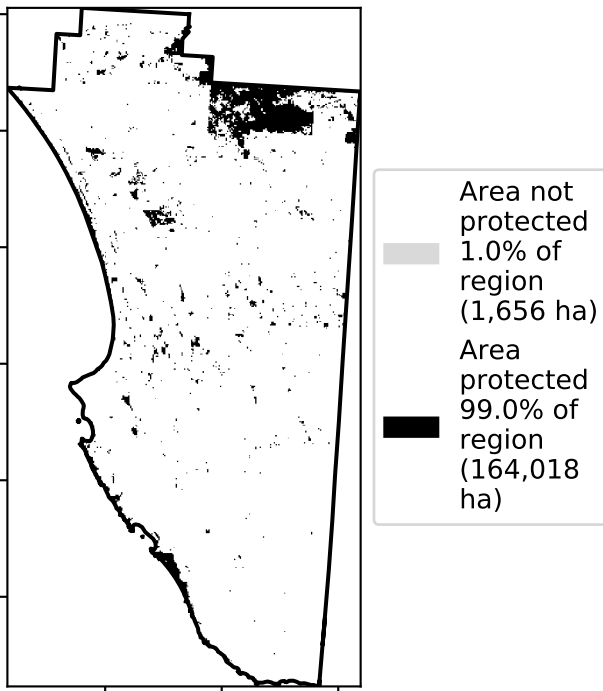 Area not
protected
1.0% of
region
(1,656 ha)
Area
protected
99.0% of
region
(164,018
ha)